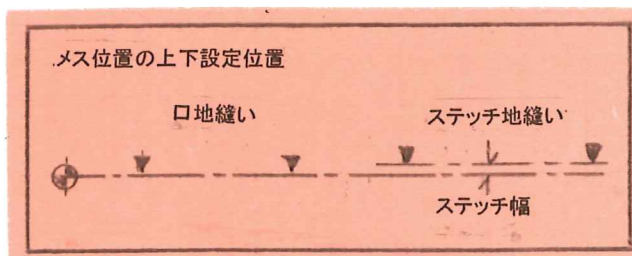 メス位置の上下設定位置
口地縫い
ステッチ地縫い
ステッチ幅